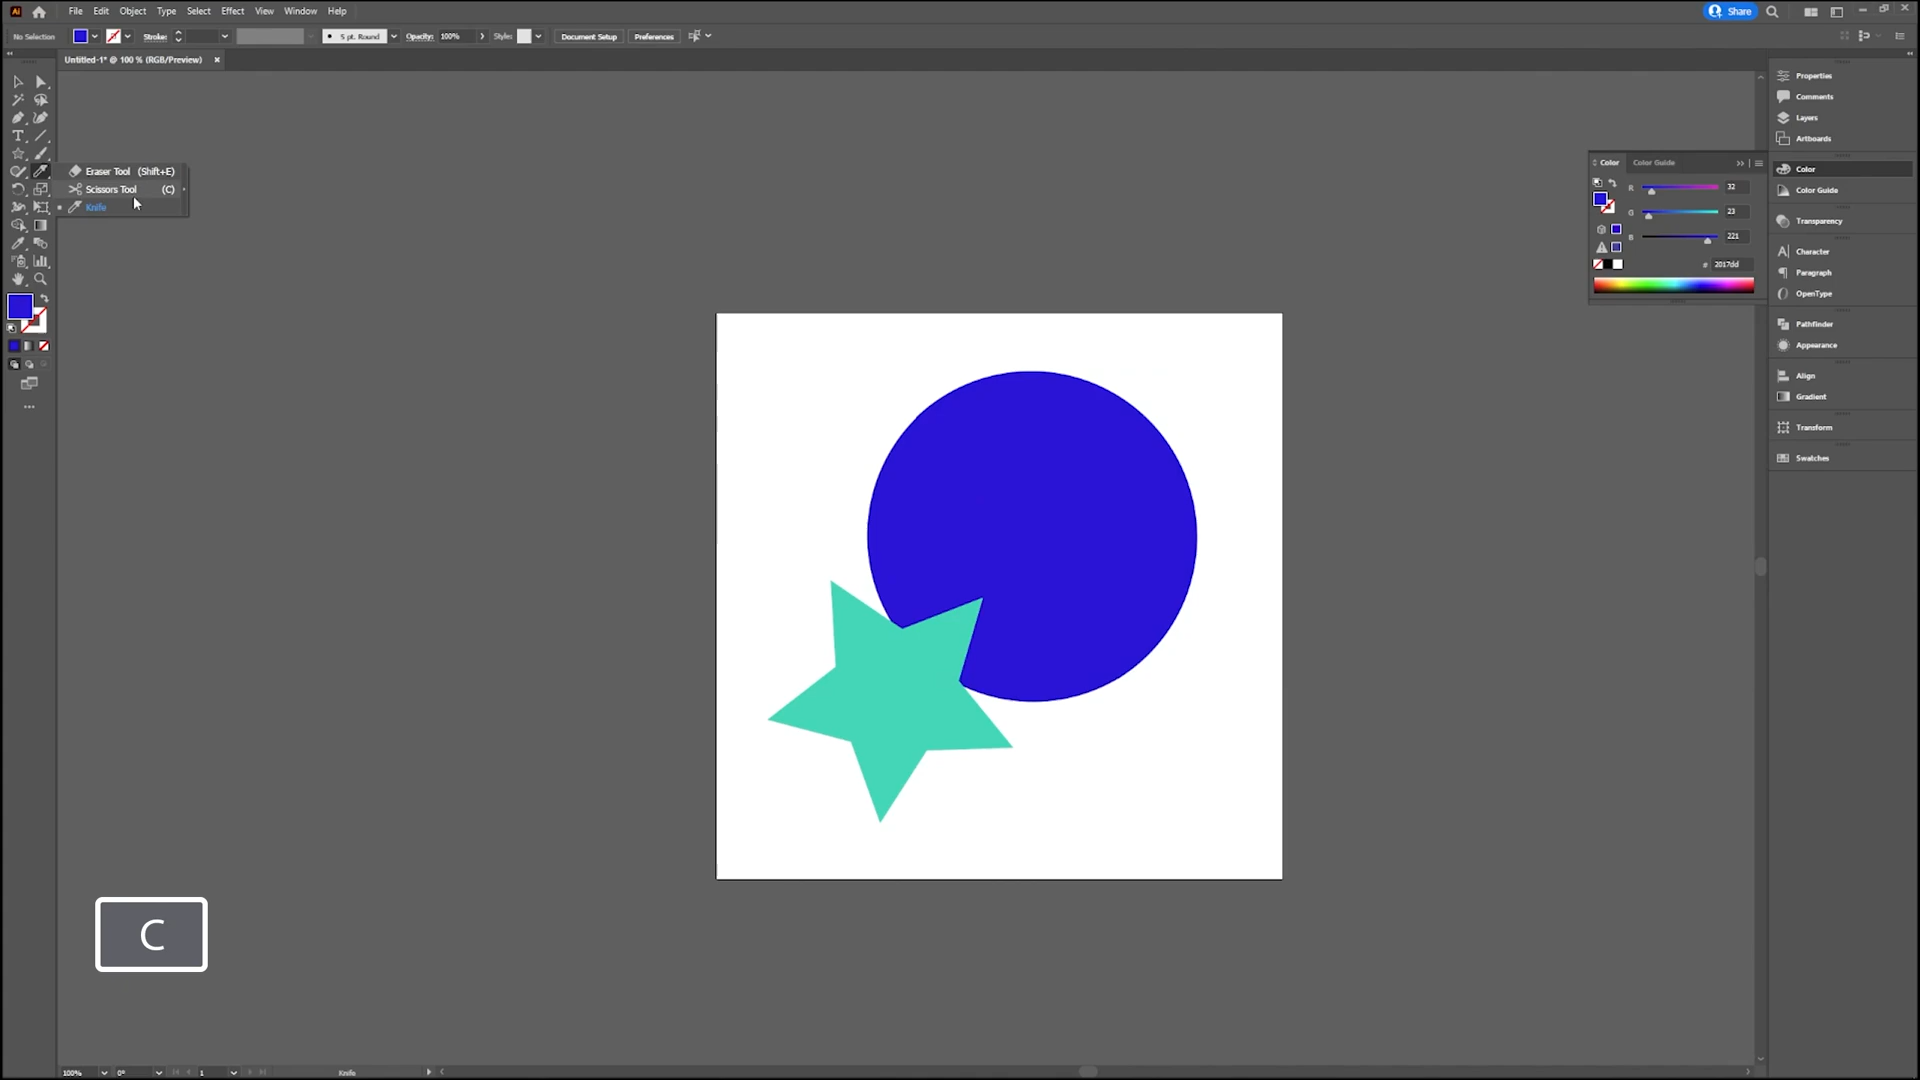 Ai File Edit Object Type Select Effect View Window Help Share
No Selection Stroke: 5 pt. Round Opacity: 100% Style: Document Setup Preferences
Untitled-1* @ 100 % (RGB/Preview) ×
Properties
Comments
Layers
Artboards
Color
Color Guide
Transparency
Character
Paragraph
OpenType
Pathfinder
Appearance
Align
Gradient
Transform
Swatches
Eraser Tool (Shift+E)
Scissors Tool (C)
Knife
Color Color Guide
R 32
G 23
B 221
# 2017dd
C
100% 0° 1 Knife